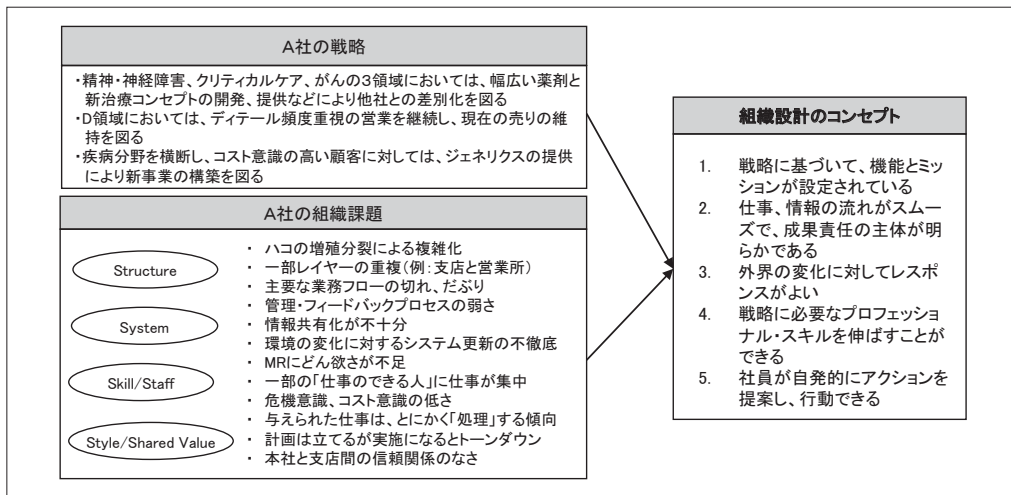 A社の戦略
・精神・神経障害、クリティカルケア、がんの3領域においては、幅広い薬剤と
新治療コンセプトの開発、提供などにより他社との差別化を図る
・D領域においては、ディテール頻度重視の営業を継続し、現在の売りの維
持を図る
・疾病分野を横断し、コスト意識の高い顧客に対しては、ジェネリクスの提供
により新事業の構築を図る
A社の組織課題
Structure
System
Skill/Staff
Style/Shared Value
・ ハコの増殖分裂による複雑化
・ 一部レイヤーの重複(例:支店と営業所)
・ 主要な業務フローの切れ、だぶり
・ 管理・フィードバックプロセスの弱さ
・ 情報共有化が不十分
・ 環境の変化に対するシステム更新の不徹底
・ MRにどん欲さが不足
・ 一部の「仕事のできる人」に仕事が集中
・ 危機意識、コスト意識の低さ
・ 与えられた仕事は、とにかく「処理」する傾向
・ 計画は立てるが実施になるとトーンダウン
・ 本社と支店間の信頼関係のなさ
組織設計のコンセプト
1. 戦略に基づいて、機能とミッ
ションが設定されている
2. 仕事、情報の流れがスムー
ズで、成果責任の主体が明
らかである
3. 外界の変化に対してレスポ
ンスがよい
4. 戦略に必要なプロフェッショ
ナル・スキルを伸ばすことが
できる
5. 社員が自発的にアクションを
提案し、行動できる